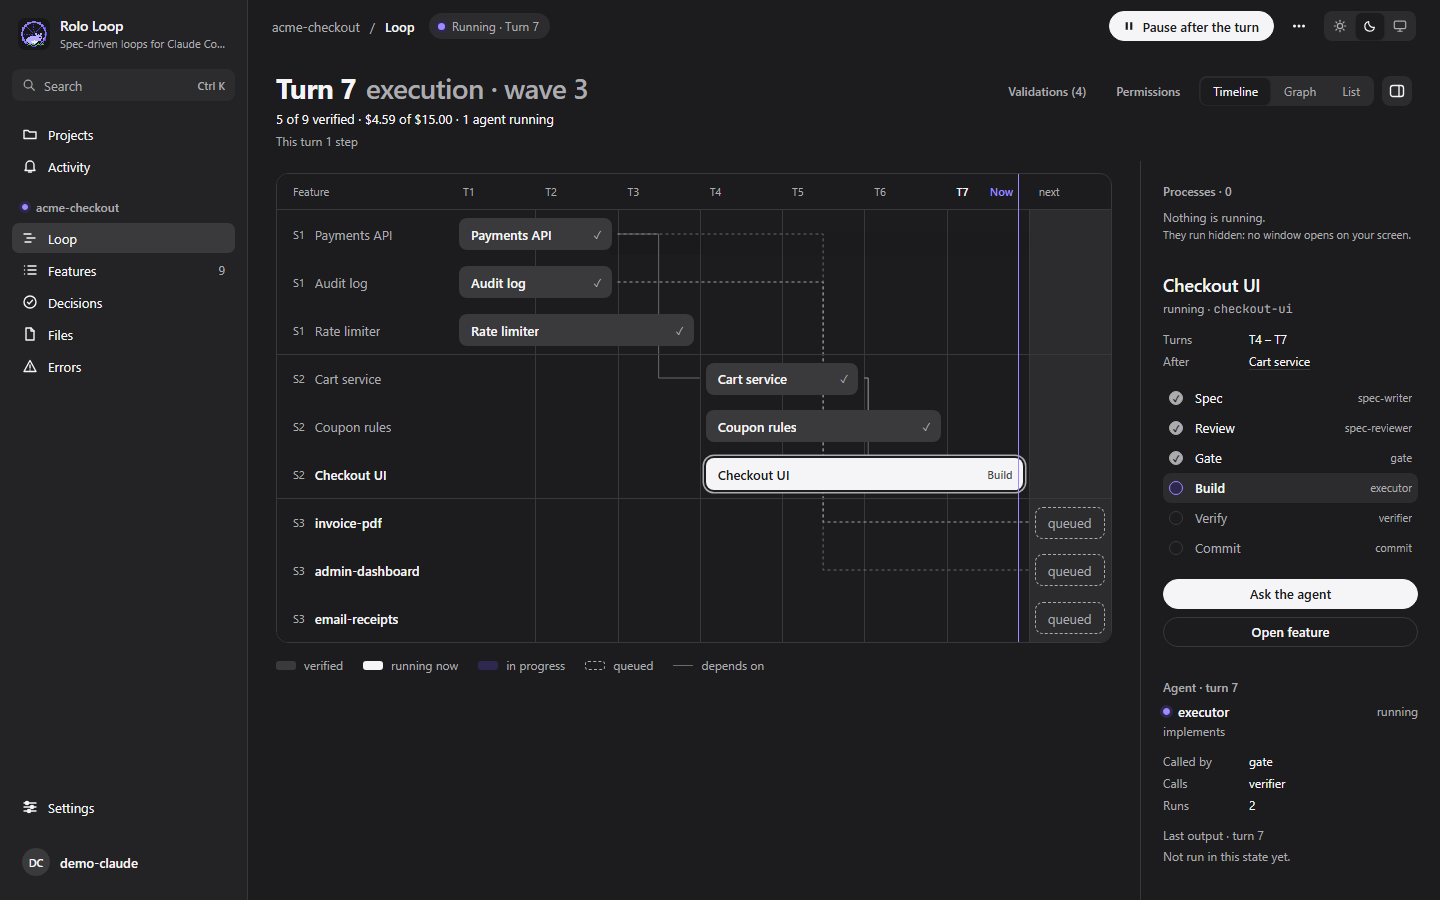 Rolo Loop
Spec-driven loops for Claude Co...
Search
Ctrl K
Projects
Activity
acme-checkout
Loop
Features
9
Decisions
Files
Errors
Settings
DC
demo-claude
acme-checkout / Loop
Running · Turn 7
Pause after the turn
Turn 7 execution · wave 3
5 of 9 verified · $4.59 of $15.00 · 1 agent running
This turn 1 step
Validations (4)
Permissions
Timeline
Graph
List
Feature T1 T2 T3 T4 T5 T6 T7 Now next
S1 Payments API Payments API ✓
S1 Audit log Audit log ✓
S1 Rate limiter Rate limiter ✓
S2 Cart service Cart service ✓
S2 Coupon rules Coupon rules ✓
S2 Checkout UI Checkout UI Build
S3 invoice-pdf queued
S3 admin-dashboard queued
S3 email-receipts queued
verified
running now
in progress
queued
depends on
Processes · 0
Nothing is running.
They run hidden: no window opens on your screen.
Checkout UI
running · checkout-ui
Turns T4 – T7
After Cart service
Spec spec-writer
Review spec-reviewer
Gate gate
Build executor
Verify verifier
Commit commit
Ask the agent
Open feature
Agent · turn 7
executor running
implements
Called by gate
Calls verifier
Runs 2
Last output · turn 7
Not run in this state yet.